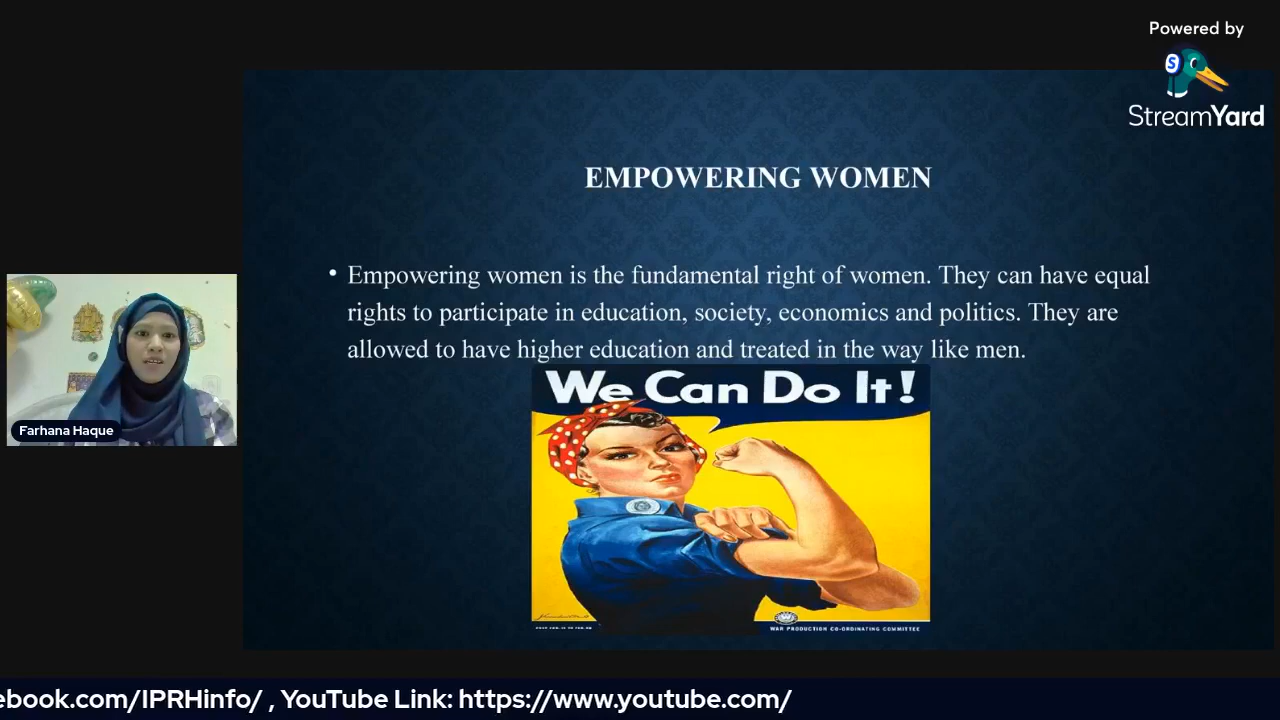 Powered by
StreamYard
EMPOWERING WOMEN
• Empowering women is the fundamental right of women. They can have equal
rights to participate in education, society, economics and politics. They are
allowed to have higher education and treated in the way like men.
We Can Do It!
WAR PRODUCTION CO-ORDINATING COMMITTEE
Farhana Haque
ebook.com/IPRHinfo/ , YouTube Link: https://www.youtube.com/